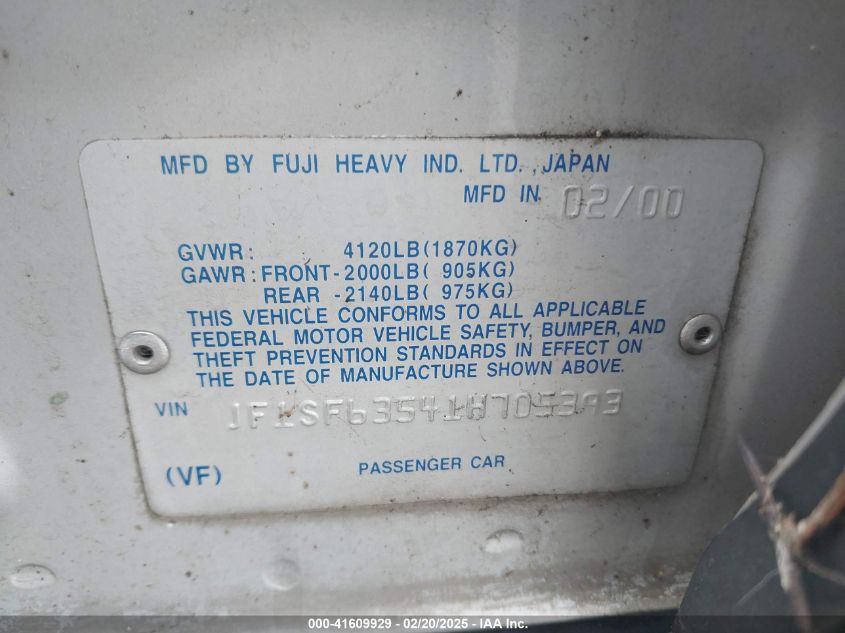 MFD BY FUJI HEAVY IND. LTD., JAPAN
MFD IN 02/00
GVWR: 4120LB(1870KG)
GAWR: FRONT-2000LB( 905KG)
REAR -2140LB( 975KG)
THIS VEHICLE CONFORMS TO ALL APPLICABLE
FEDERAL MOTOR VEHICLE SAFETY, BUMPER, AND
THEFT PREVENTION STANDARDS IN EFFECT ON
THE DATE OF MANUFACTURE SHOWN ABOVE.
VIN JF1SF63541H705393
(VF) PASSENGER CAR
000-41609929 - 02/20/2025 - IAA Inc.